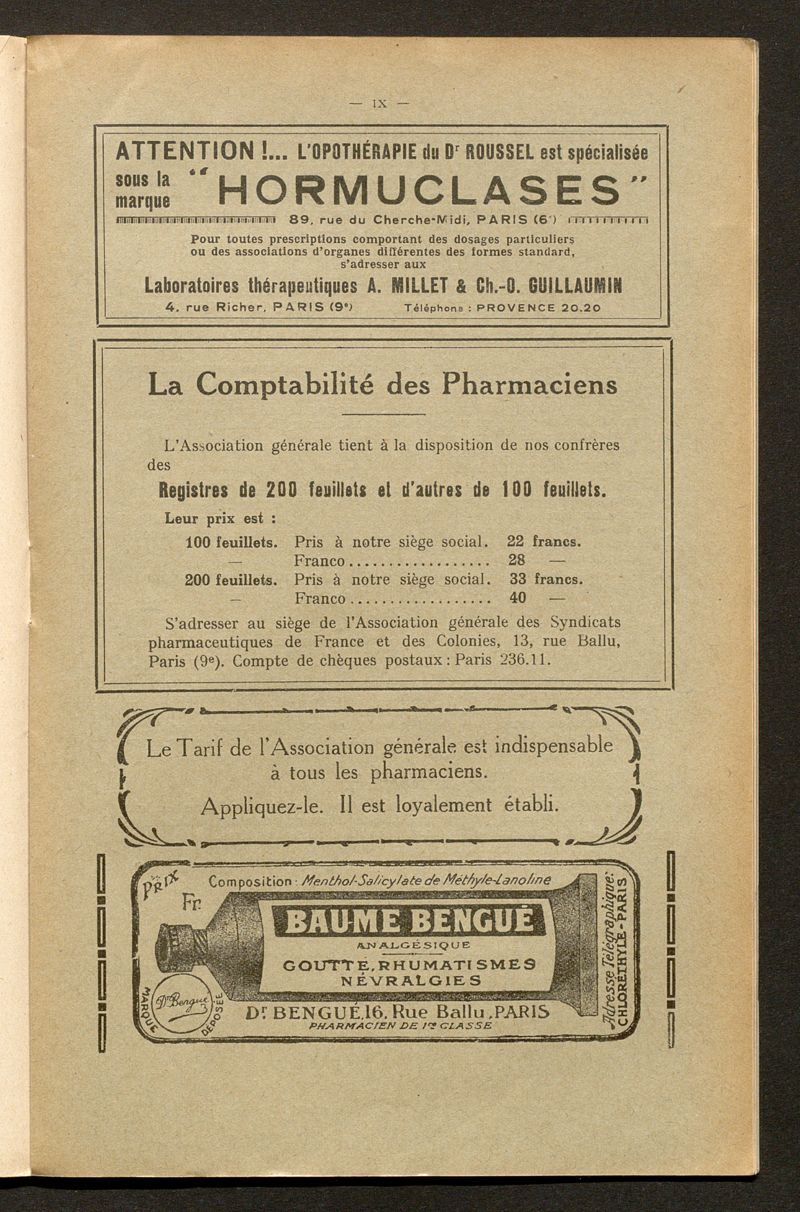 — IX —
ATTENTION !... L'OPOTHÉRAPIE du Dr ROUSSEL est spécialisée
sous la marque "HORMUCLASES"
89, rue du Cherche-Midi, PARIS (6e)
Pour toutes prescriptions comportant des dosages particuliers
ou des associations d'organes différentes des formes standard,
s'adresser aux
Laboratoires thérapeutiques A. MILLET & Ch.-O. GUILLAUMIN
4, rue Richer, PARIS (9e) Téléphone : PROVENCE 20.20
La Comptabilité des Pharmaciens
L'Association générale tient à la disposition de nos confrères
des
Registres de 200 feuillets et d'autres de 100 feuillets.
Leur prix est :
100 feuillets. Pris à notre siège social. 22 francs.
— Franco.................. 28 —
200 feuillets. Pris à notre siège social. 33 francs.
— Franco.................. 40 —
S'adresser au siège de l'Association générale des Syndicats
pharmaceutiques de France et des Colonies, 13, rue Ballu,
Paris (9e). Compte de chèques postaux : Paris 236.11.
Le Tarif de l'Association générale est indispensable
à tous les pharmaciens.
Appliquez-le. Il est loyalement établi.
PRIX
Fr.
Composition : Menthol-Salicylate de Méthyle-Lanoline
BAUME BENGUÉ
ANALGÉSIQUE
GOUTTE, RHUMATISMES
NÉVRALGIES
Dr Bengué
MARQUE DÉPOSÉE
Dr. BENGUÉ, 16, Rue Ballu, PARIS
PHARMACIEN DE 1re CLASSE
Adresse Télégraphique:
CHLORÉTHYLE-PARIS